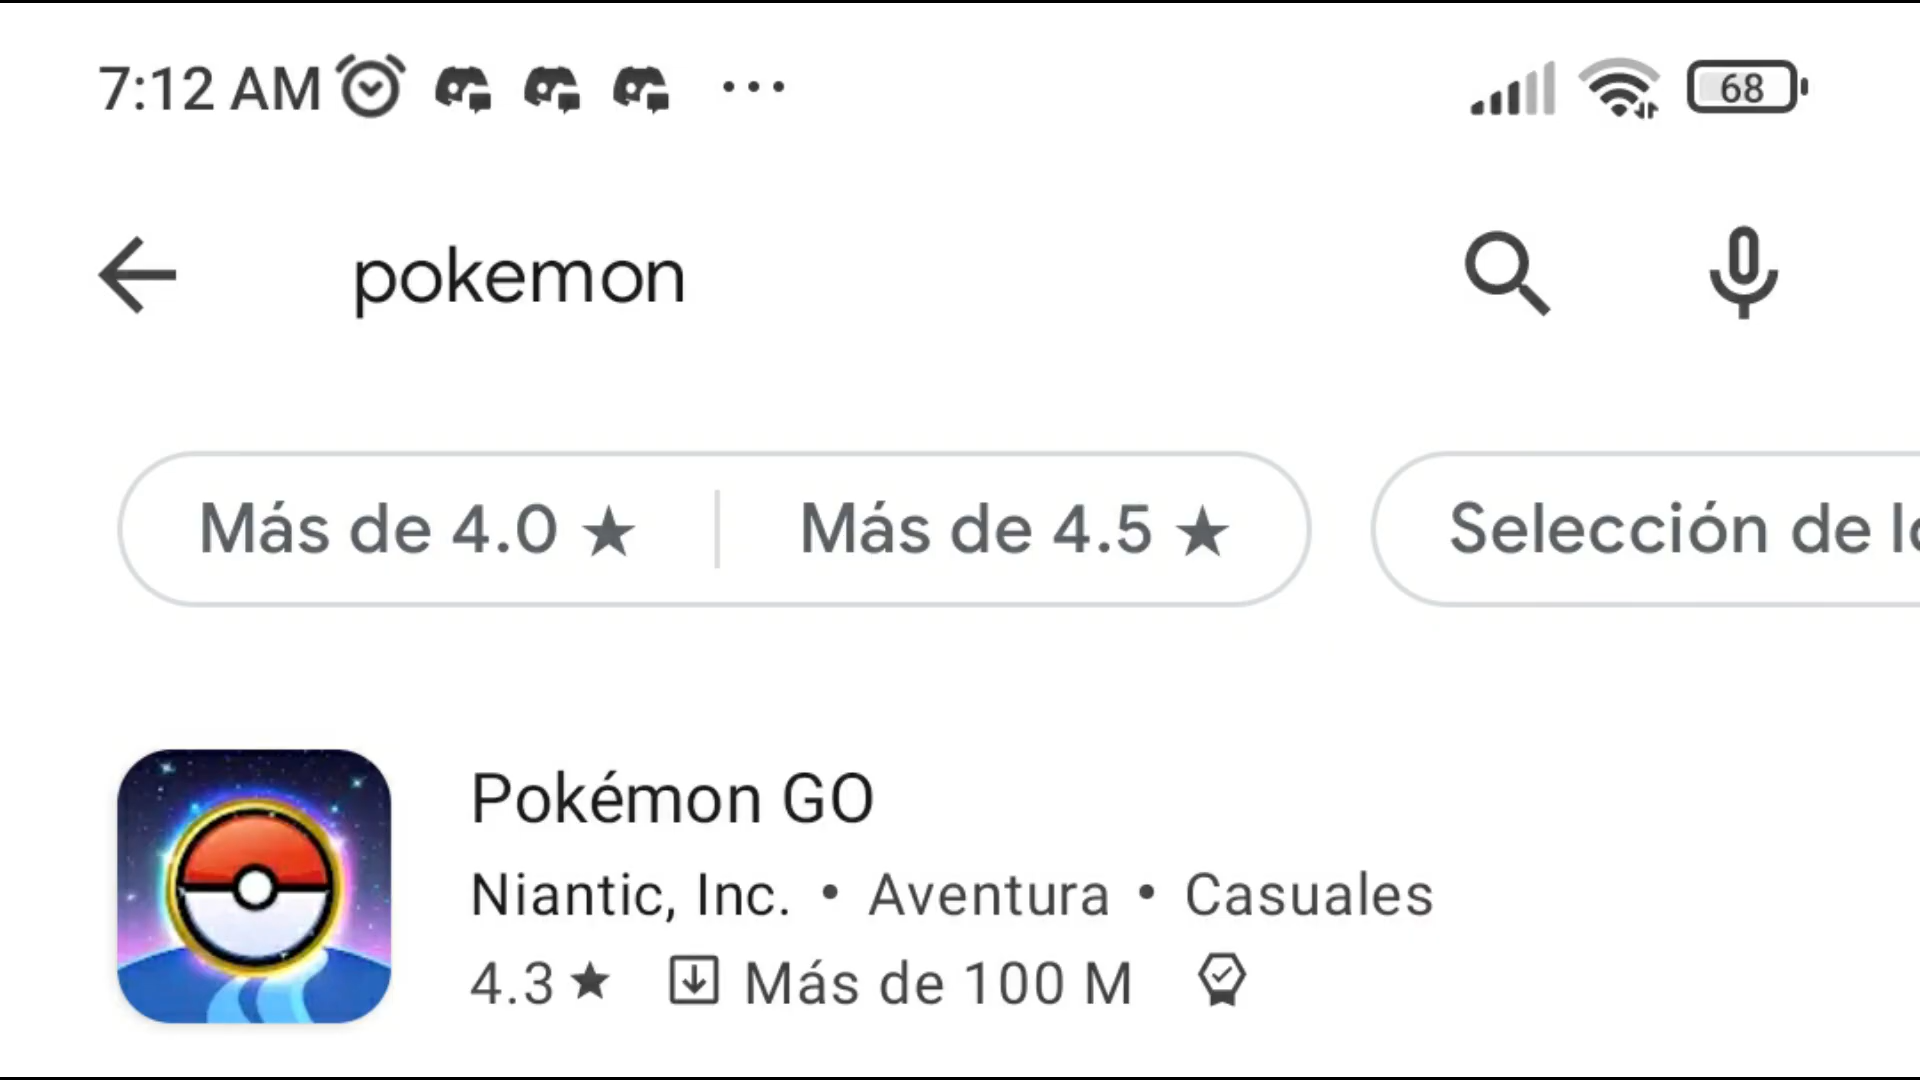 7:12 AM 68
pokemon
Más de 4.0 ★ Más de 4.5 ★ Selección de
Pokémon GO
Niantic, Inc. • Aventura • Casuales
4.3 ★ Más de 100 M